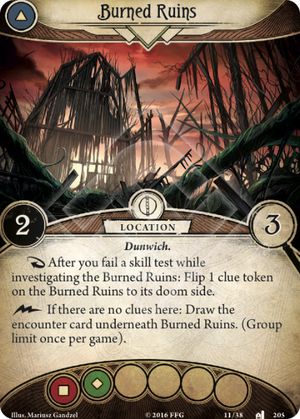 Burned Ruins
2
3
LOCATION
Dunwich.
After you fail a skill test while
investigating the Burned Ruins: Flip 1 clue token
on the Burned Ruins to its doom side.
If there are no clues here: Draw the
encounter card underneath Burned Ruins. (Group
limit once per game).
Illus. Mariusz Gandzel
© 2016 FFG
11/38
205